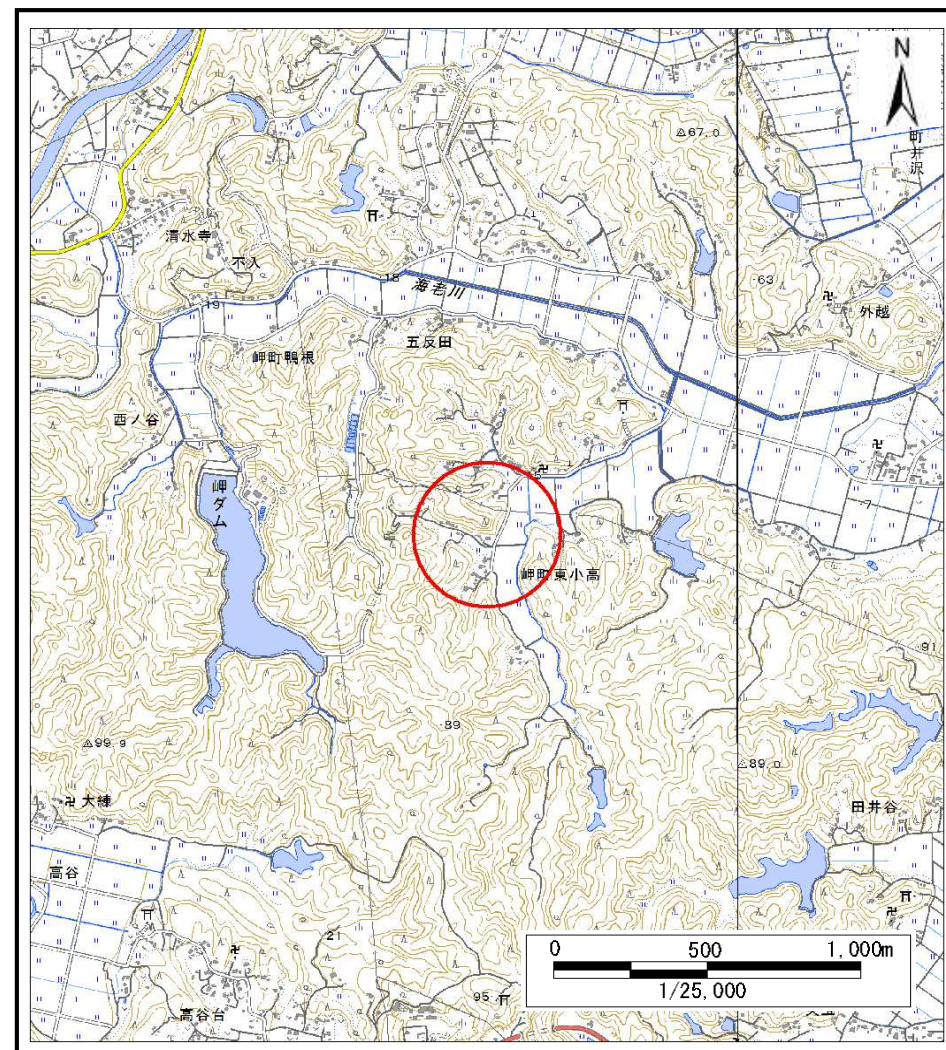 N
町井沢
67.0
清水寺
不入
18
海老川
19
63
外越
五反田
岬町鴨根
西ノ谷
岬ダム
7
岬町東小高
91
89
99.9
89.0
大練
田井谷
高谷
21
95
高谷台
0 500 1,000m
1/25,000